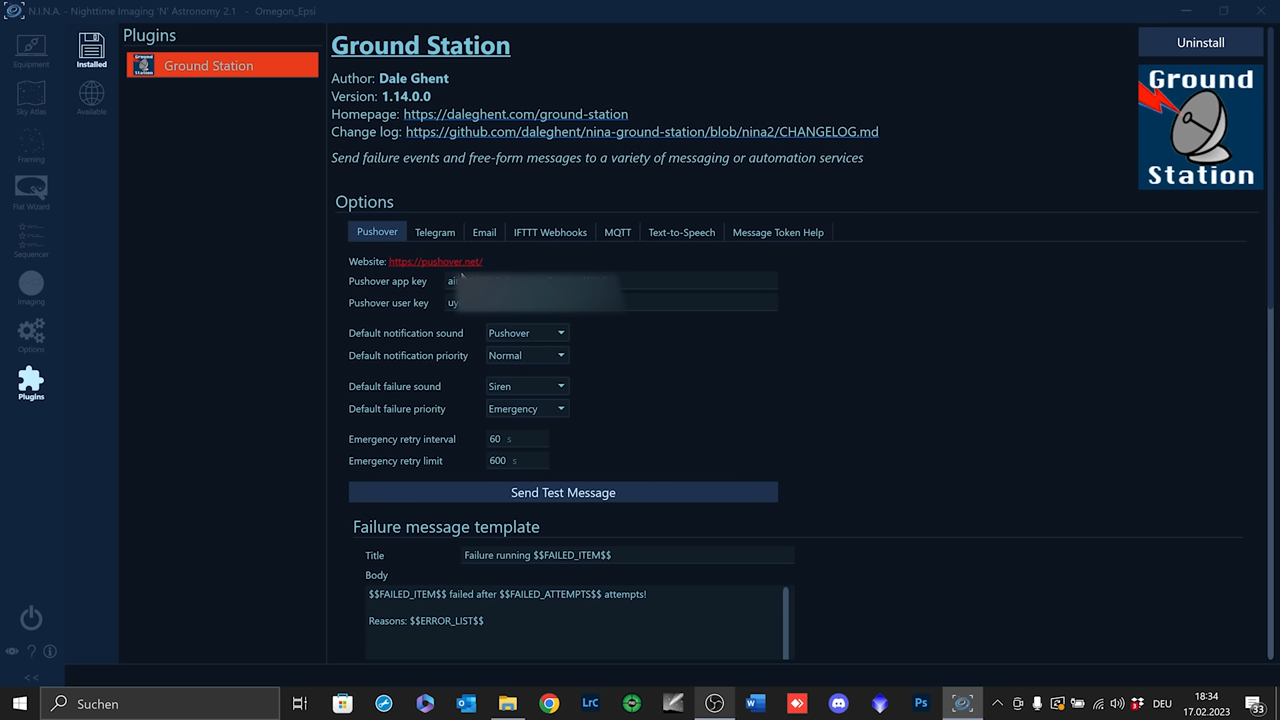 N.I.N.A. - Nighttime Imaging 'N' Astronomy 2.1 - Omegon_Epsi
Equipment
Sky Atlas
Framing
Flat Wizard
Sequencer
Imaging
Options
Plugins
<<
Installed
Available
Plugins
Ground Station
Ground Station
Ground Station
Author: Dale Ghent
Version: 1.14.0.0
Homepage: https://daleghent.com/ground-station
Change log: https://github.com/daleghent/nina-ground-station/blob/nina2/CHANGELOG.md
Send failure events and free-form messages to a variety of messaging or automation services
Uninstall
Ground
Station
Options
Pushover Telegram Email IFTTT Webhooks MQTT Text-to-Speech Message Token Help
Website: https://pushover.net/
Pushover app key
Pushover user key uy
Default notification sound Pushover
Default notification priority Normal
Default failure sound Siren
Default failure priority Emergency
Emergency retry interval 60 s
Emergency retry limit 600 s
Send Test Message
Failure message template
Title Failure running $$FAILED_ITEM$$
Body
$$FAILED_ITEM$$ failed after $$FAILED_ATTEMPTS$$ attempts!
Reasons: $$ERROR_LIST$$
Suchen
LrC
W
Ps
DEU
18:34
17.02.2023
33